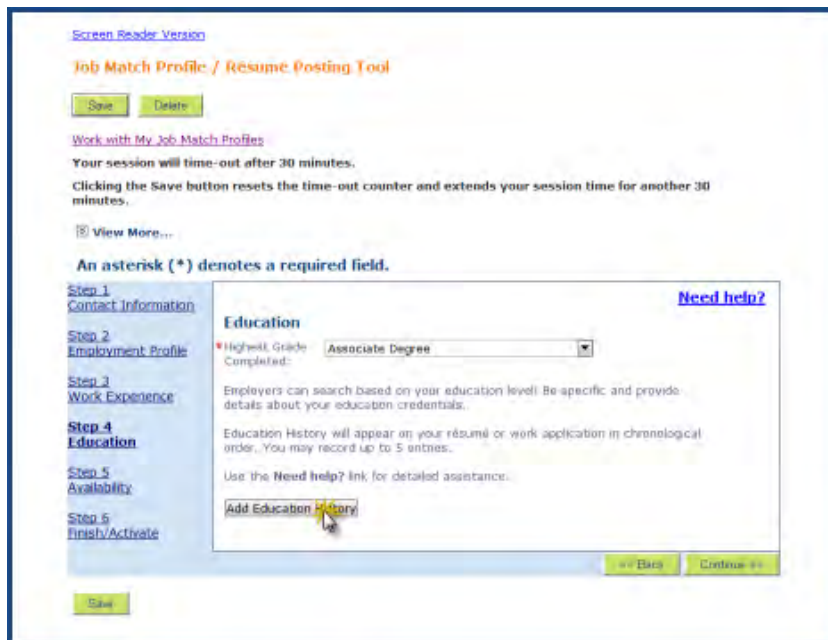 Screen Reader Version
Job Match Profile / Résume Posting Tool
Save Delete
Work with My Job Match Profiles
Your session will time-out after 30 minutes.
Clicking the Save button resets the time-out counter and extends your session time for another 30
minutes.
View More...
An asterisk (*) denotes a required field.
Step 1
Contact Information
Step 2
Employment Profile
Step 3
Work Experience
Step 4
Education
Step 5
Availability
Step 6
Finish/Activate
Need help?
Education
*Highest Grade
Completed:
Associate Degree
Employers can search based on your education level! Be specific and provide
details about your education credentials.
Education History will appear on your résumé or work application in chronological
order. You may record up to 5 entries.
Use the Need help? link for detailed assistance.
Add Education History
<< Back Continue >>
Save